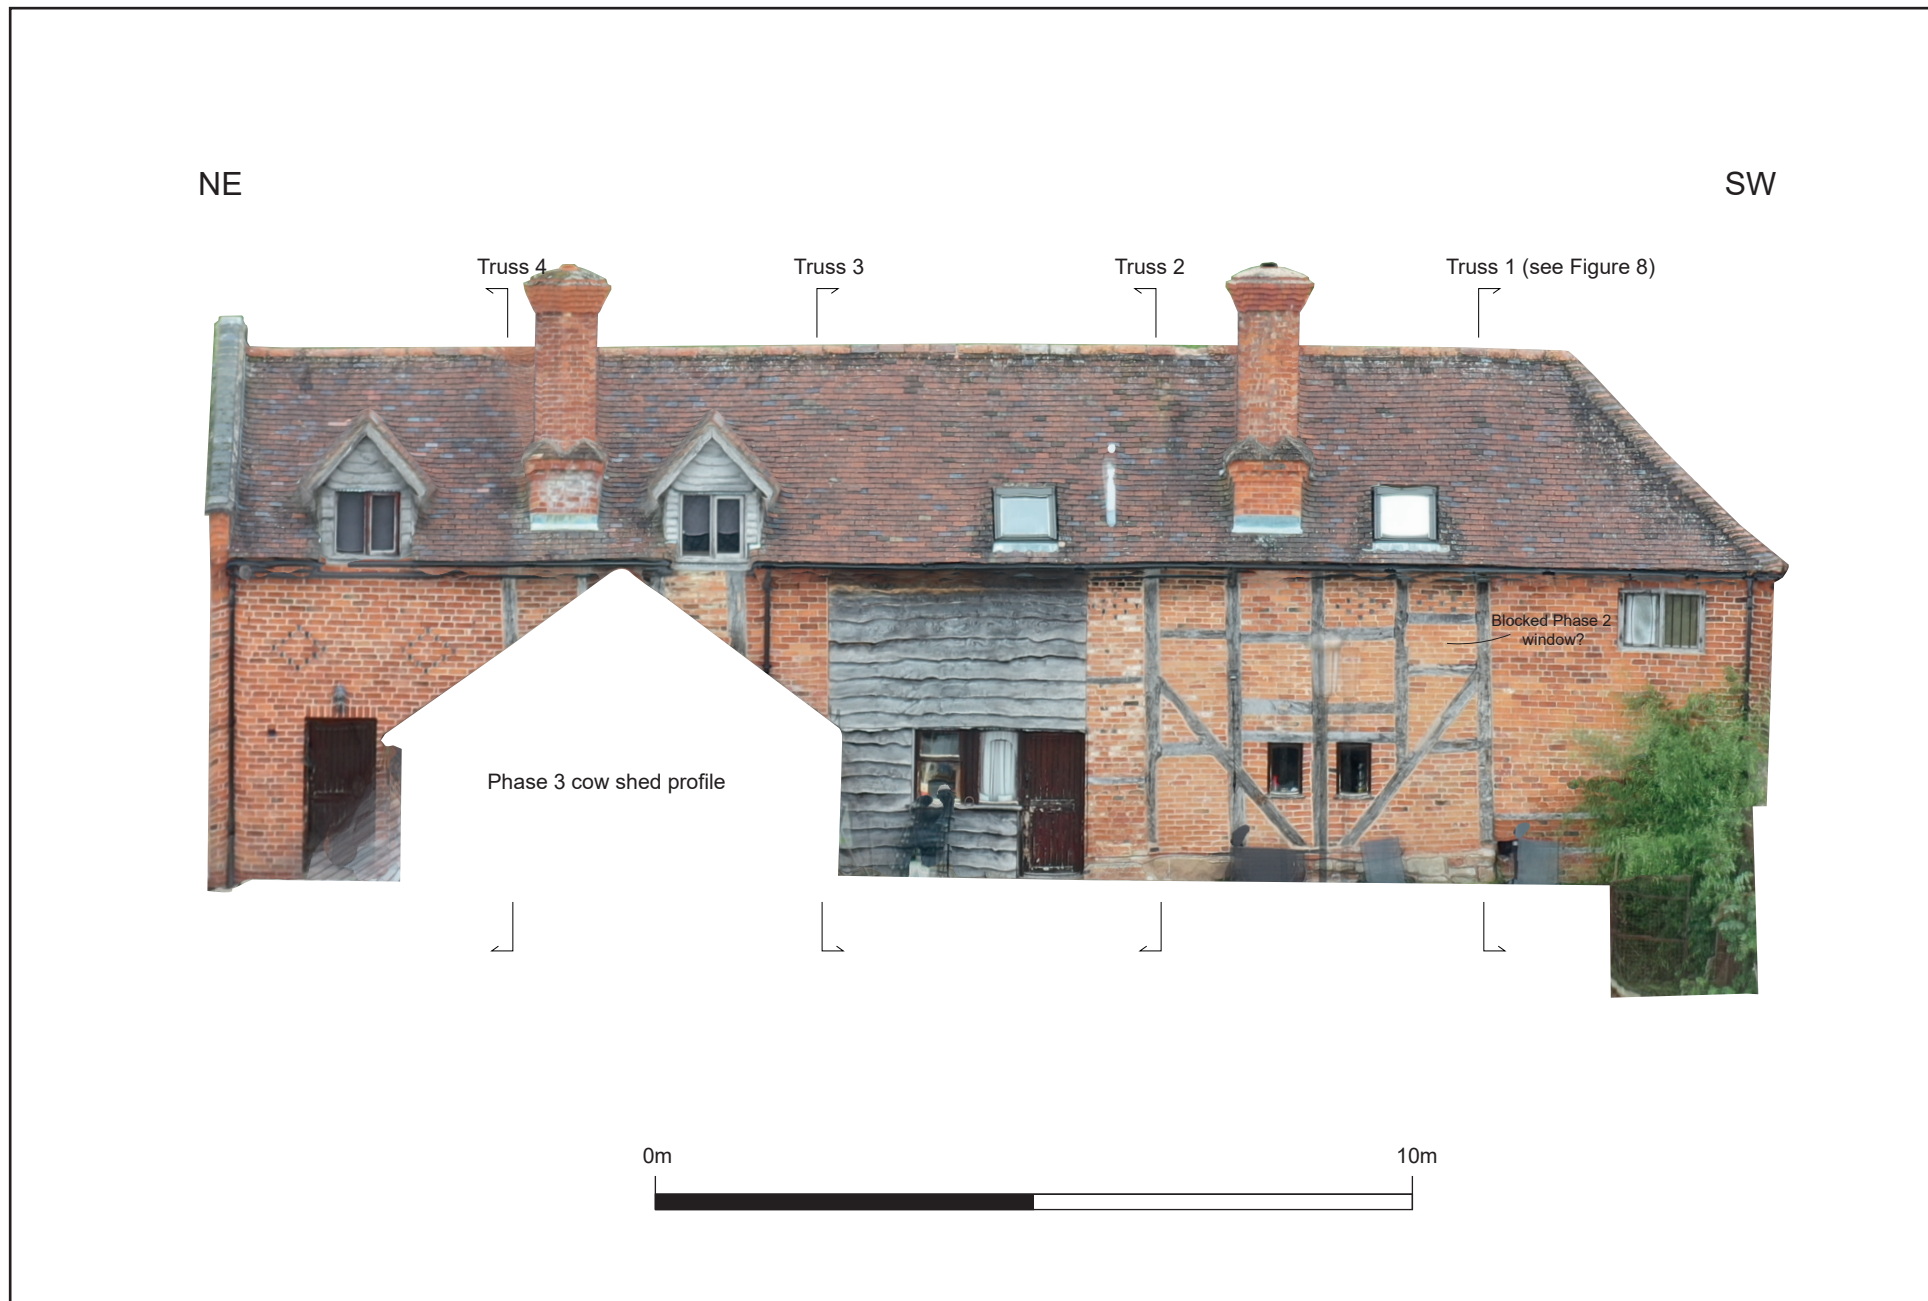 NE
SW
Truss 4
Truss 3
Truss 2
Truss 1 (see Figure 8)
Blocked Phase 2
window?
Phase 3 cow shed profile
0m
10m